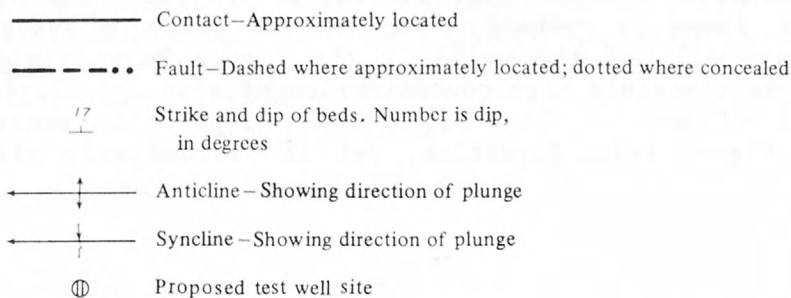 Contact—Approximately located
Fault—Dashed where approximately located; dotted where concealed
17
Strike and dip of beds. Number is dip,
in degrees
Anticline—Showing direction of plunge
Syncline—Showing direction of plunge
Proposed test well site